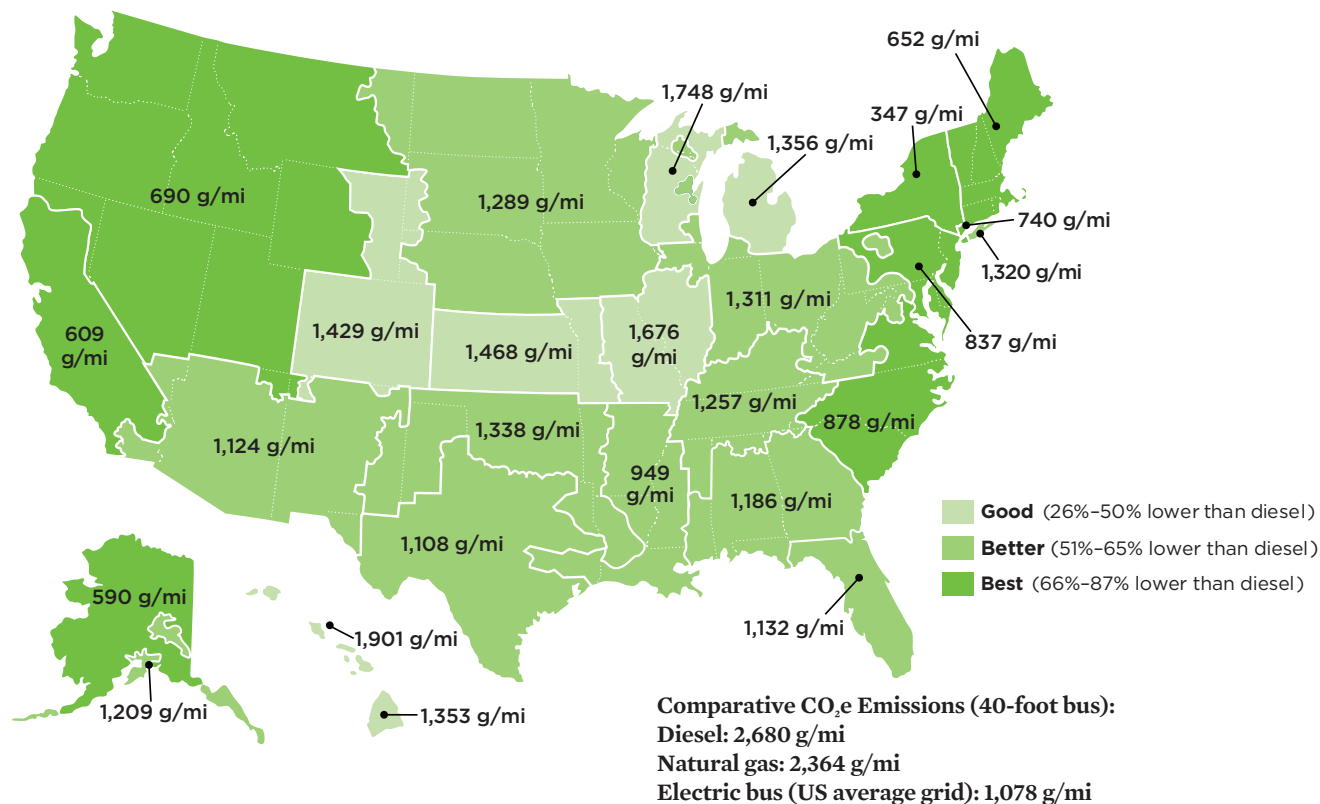 652 g/mi
1,748 g/mi
347 g/mi
1,356 g/mi
690 g/mi
1,289 g/mi
740 g/mi
1,320 g/mi
1,311 g/mi
609
g/mi
1,429 g/mi
1,468 g/mi
1,676
g/mi
837 g/mi
1,257 g/mi
878 g/mi
1,124 g/mi
1,338 g/mi
949
g/mi
1,186 g/mi
1,108 g/mi
Good (26%–50% lower than diesel)
Better (51%–65% lower than diesel)
Best (66%–87% lower than diesel)
590 g/mi
1,901 g/mi
1,132 g/mi
1,209 g/mi
1,353 g/mi
Comparative CO₂e Emissions (40-foot bus):
Diesel: 2,680 g/mi
Natural gas: 2,364 g/mi
Electric bus (US average grid): 1,078 g/mi